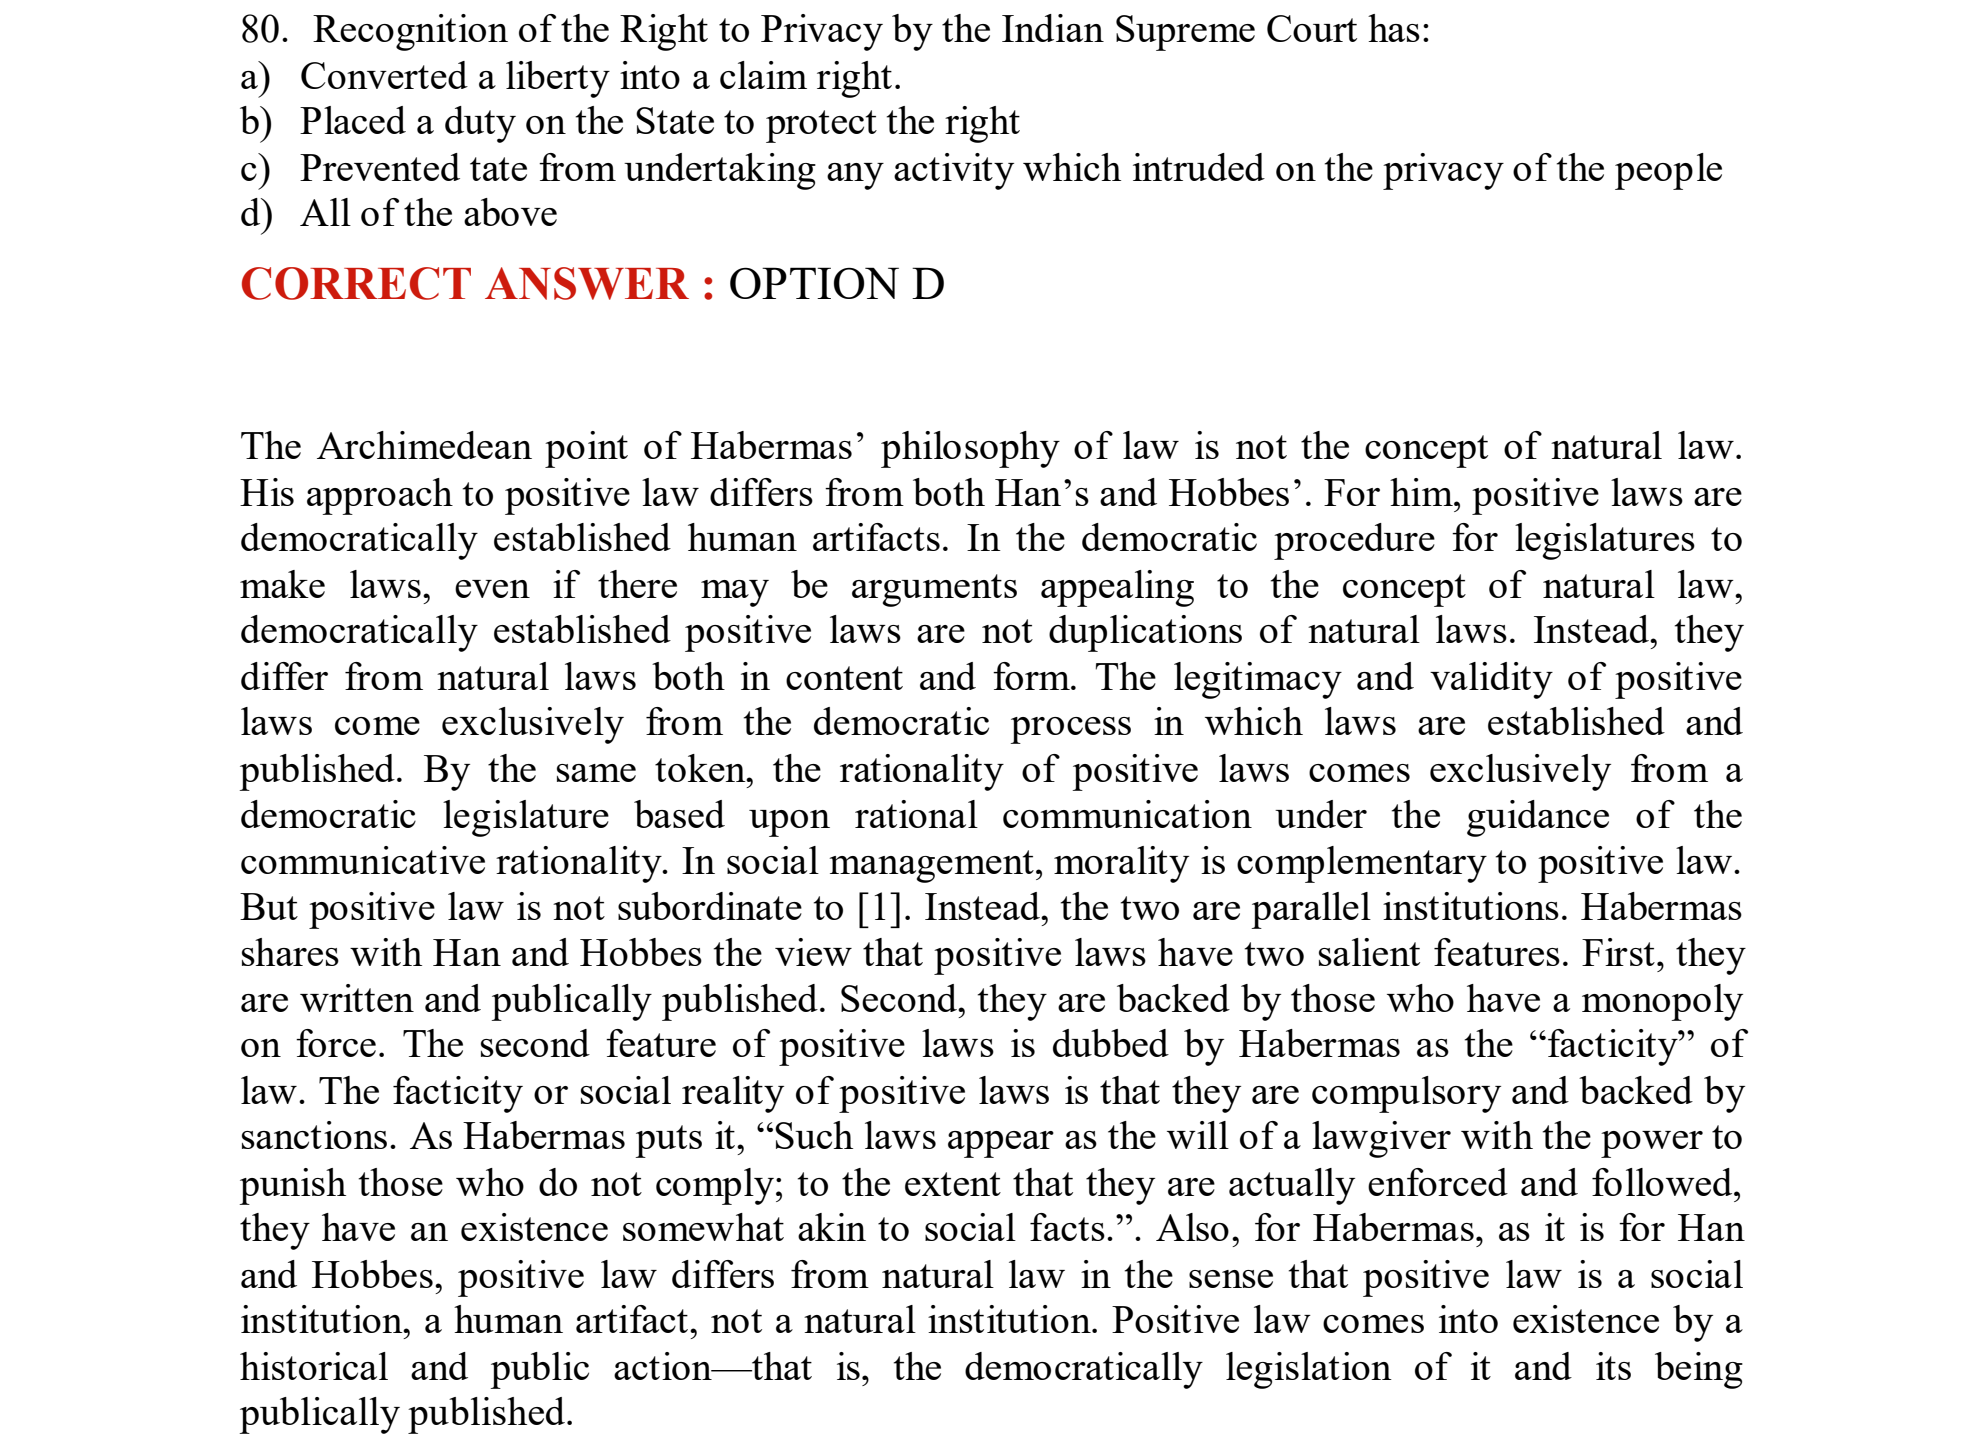 80. Recognition of the Right to Privacy by the Indian Supreme Court has:
a) Converted a liberty into a claim right.
b) Placed a duty on the State to protect the right
c) Prevented tate from undertaking any activity which intruded on the privacy of the people
d) All of the above
CORRECT ANSWER : OPTION D
The Archimedean point of Habermas’ philosophy of law is not the concept of natural law.
His approach to positive law differs from both Han’s and Hobbes’. For him, positive laws are
democratically established human artifacts. In the democratic procedure for legislatures to
make laws, even if there may be arguments appealing to the concept of natural law,
democratically established positive laws are not duplications of natural laws. Instead, they
differ from natural laws both in content and form. The legitimacy and validity of positive
laws come exclusively from the democratic process in which laws are established and
published. By the same token, the rationality of positive laws comes exclusively from a
democratic legislature based upon rational communication under the guidance of the
communicative rationality. In social management, morality is complementary to positive law.
But positive law is not subordinate to [1]. Instead, the two are parallel institutions. Habermas
shares with Han and Hobbes the view that positive laws have two salient features. First, they
are written and publically published. Second, they are backed by those who have a monopoly
on force. The second feature of positive laws is dubbed by Habermas as the “facticity” of
law. The facticity or social reality of positive laws is that they are compulsory and backed by
sanctions. As Habermas puts it, “Such laws appear as the will of a lawgiver with the power to
punish those who do not comply; to the extent that they are actually enforced and followed,
they have an existence somewhat akin to social facts.”. Also, for Habermas, as it is for Han
and Hobbes, positive law differs from natural law in the sense that positive law is a social
institution, a human artifact, not a natural institution. Positive law comes into existence by a
historical and public action—that is, the democratically legislation of it and its being
publically published.